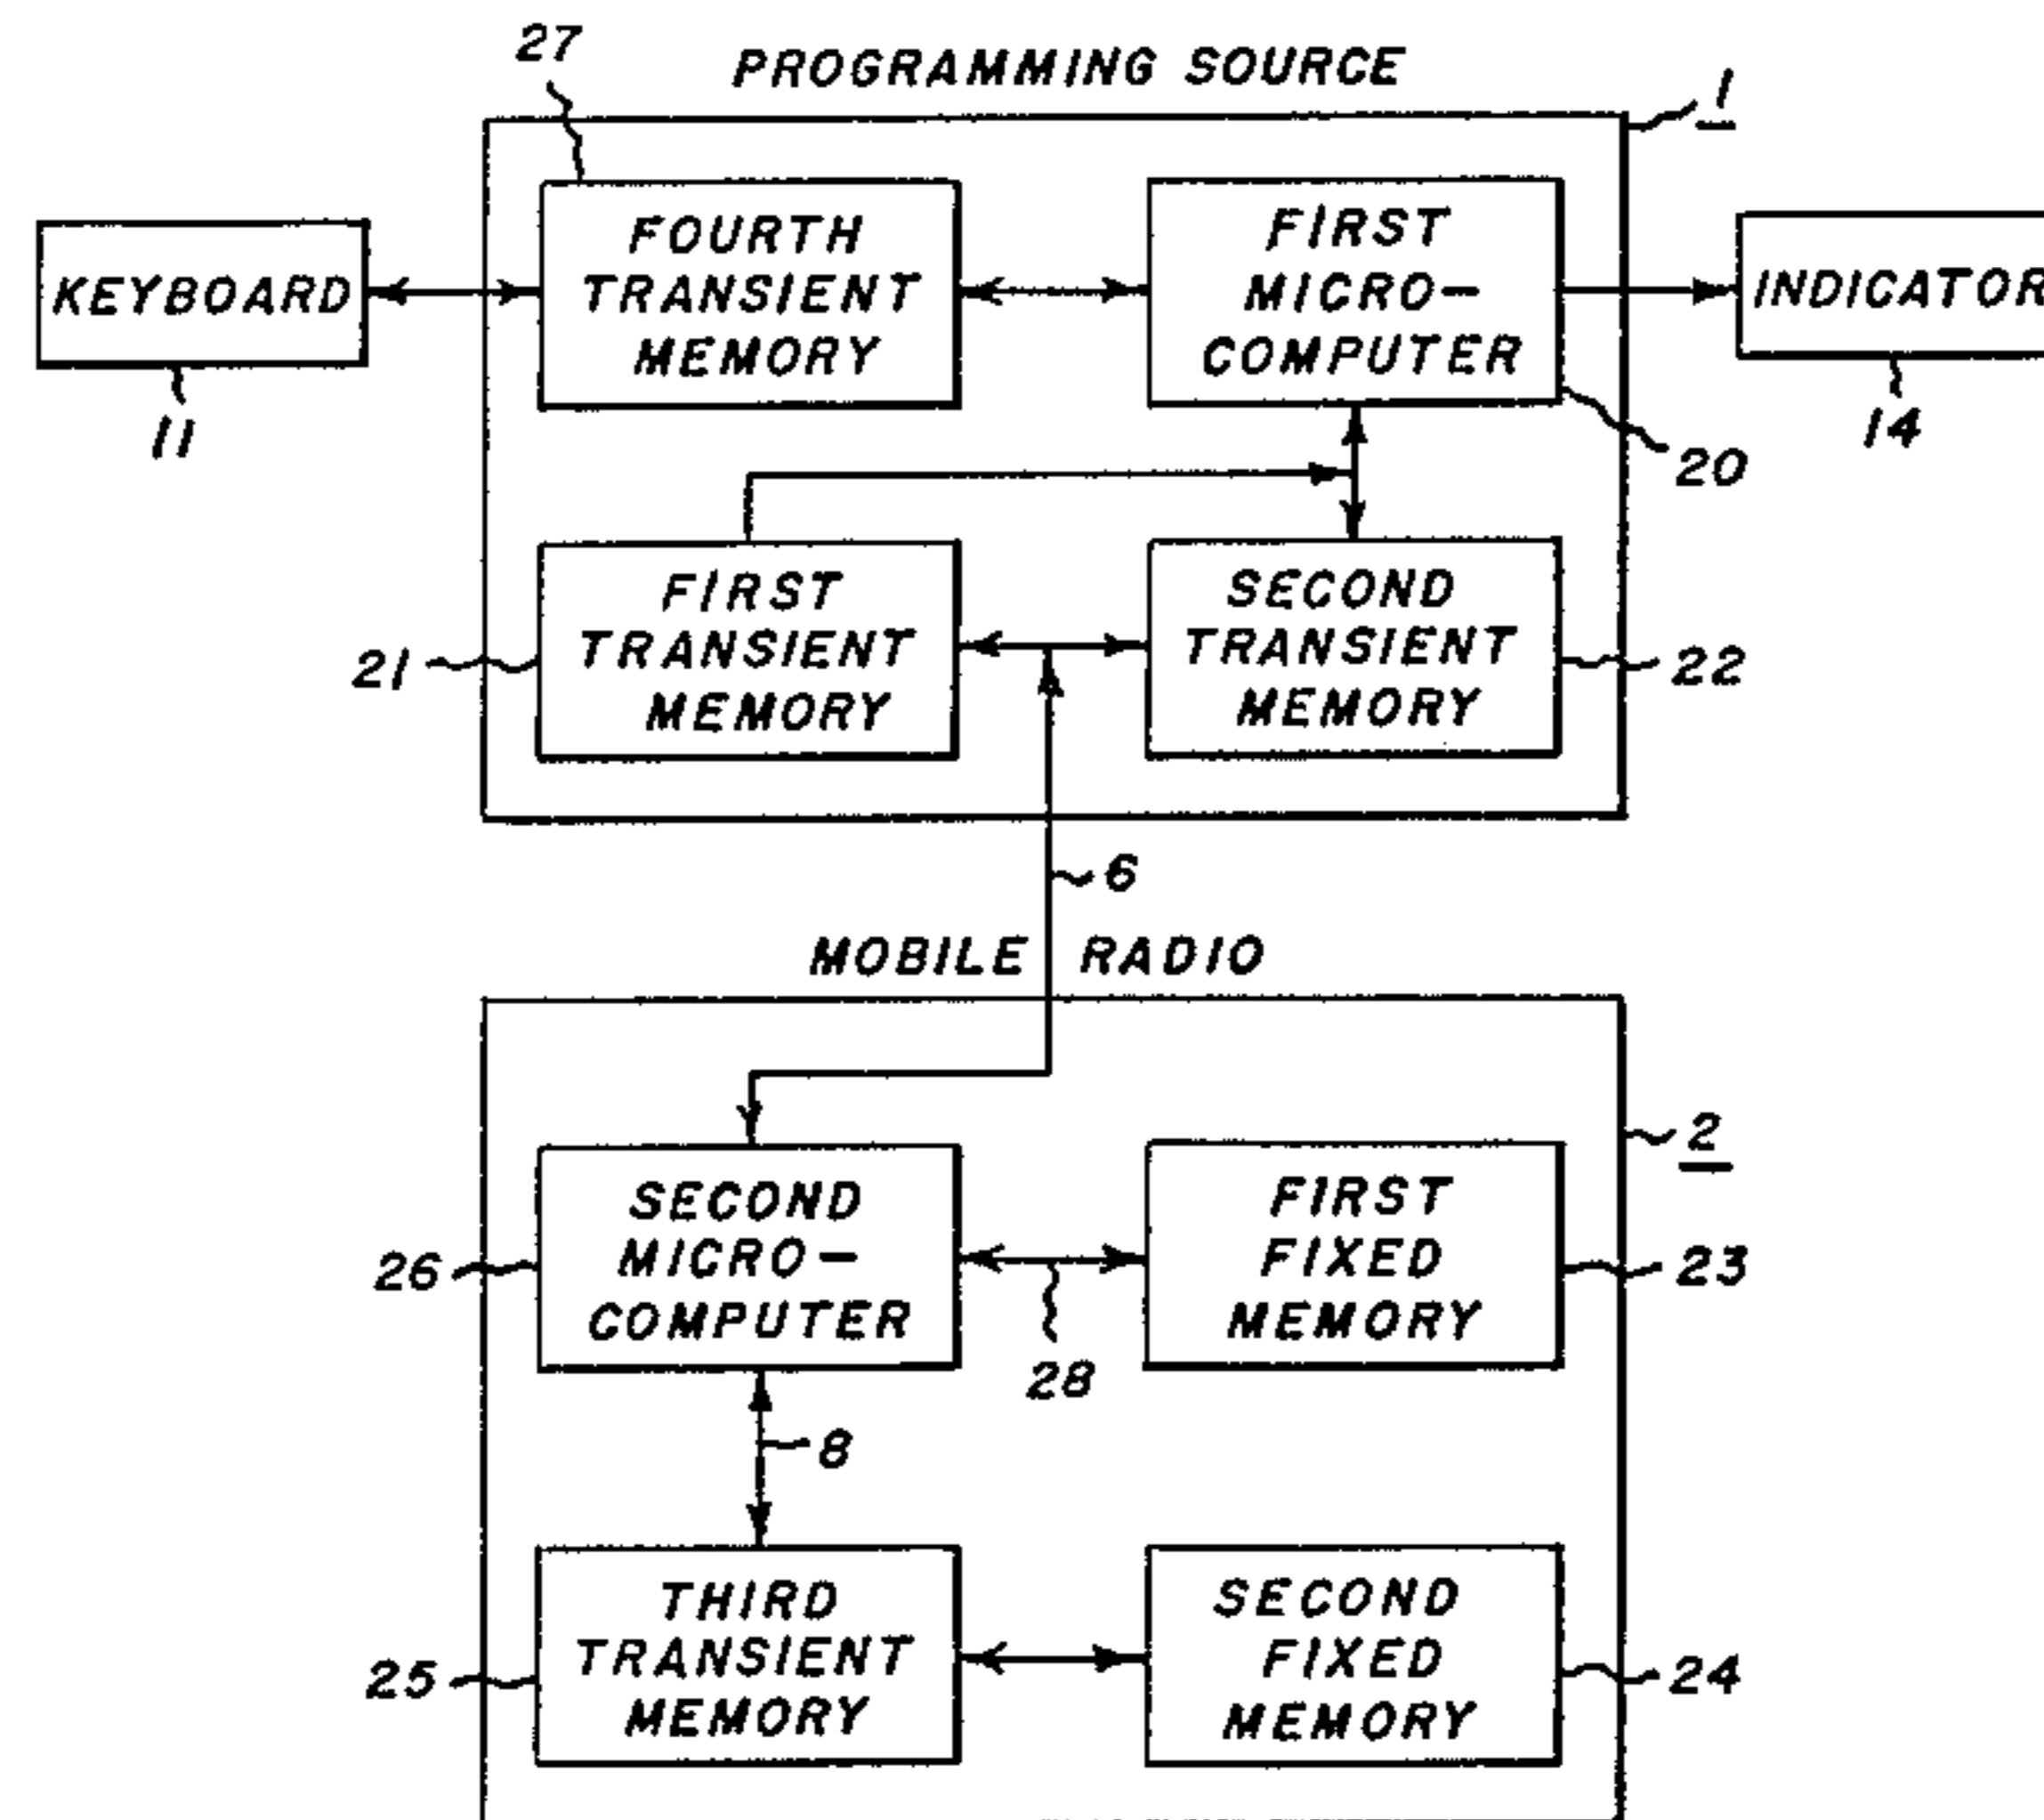 27
PROGRAMMING SOURCE
1
FOURTH
TRANSIENT
MEMORY
FIRST
MICRO-
COMPUTER
KEYBOARD
INDICATOR
11
14
20
FIRST
TRANSIENT
MEMORY
SECOND
TRANSIENT
MEMORY
21
22
6
MOBILE RADIO
2
SECOND
MICRO-
COMPUTER
FIRST
FIXED
MEMORY
26
23
28
8
THIRD
TRANSIENT
MEMORY
SECOND
FIXED
MEMORY
25
24